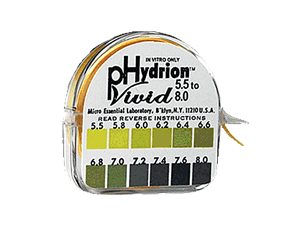 IN VITRO ONLY
pHydrion™
Vivid 5.5 to 8.0
Micro Essential Laboratory, B'klyn, N.Y. 11210 U.S.A.
READ REVERSE INSTRUCTIONS
5.5 5.8 6.0 6.2 6.4 6.6
6.8 7.0 7.2 7.4 7.6 8.0